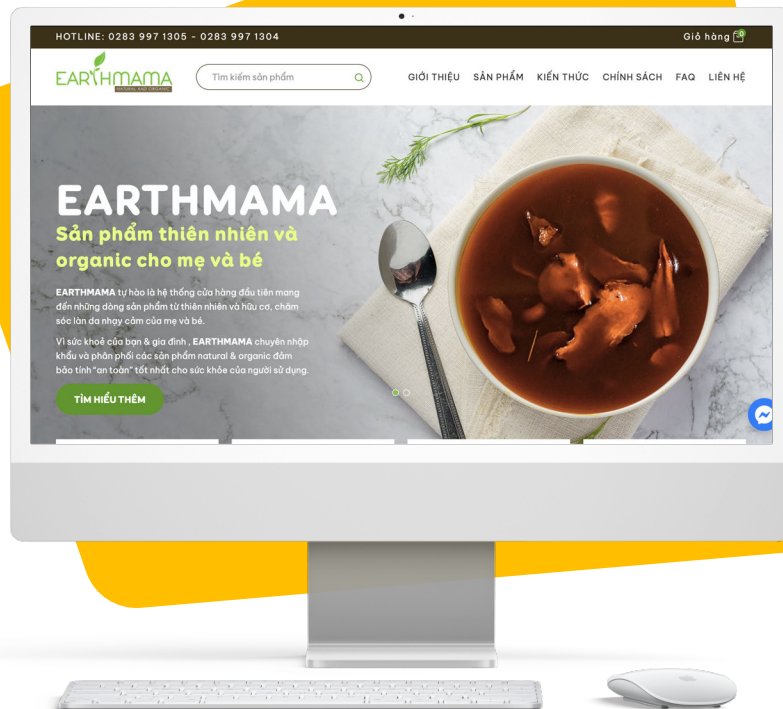 HOTLINE: 0283 997 1305 - 0283 997 1304
Giỏ hàng 0
EARTHMAMA
NATURAL AND ORGANIC
Tìm kiếm sản phẩm
GIỚI THIỆU SẢN PHẨM KIẾN THỨC CHÍNH SÁCH FAQ LIÊN HỆ
EARTHMAMA
Sản phẩm thiên nhiên và
organic cho mẹ và bé
EARTHMAMA tự hào là hệ thống cửa hàng đầu tiên mang
đến những dòng sản phẩm từ thiên nhiên và hữu cơ, chăm
sóc làn da nhạy cảm của mẹ và bé.
Vì sức khoẻ của bạn & gia đình , EARTHMAMA chuyên nhập
khẩu và phân phối các sản phẩm natural & organic đảm
bảo tính “an toàn” tốt nhất cho sức khỏe của người sử dụng.
TÌM HIỂU THÊM